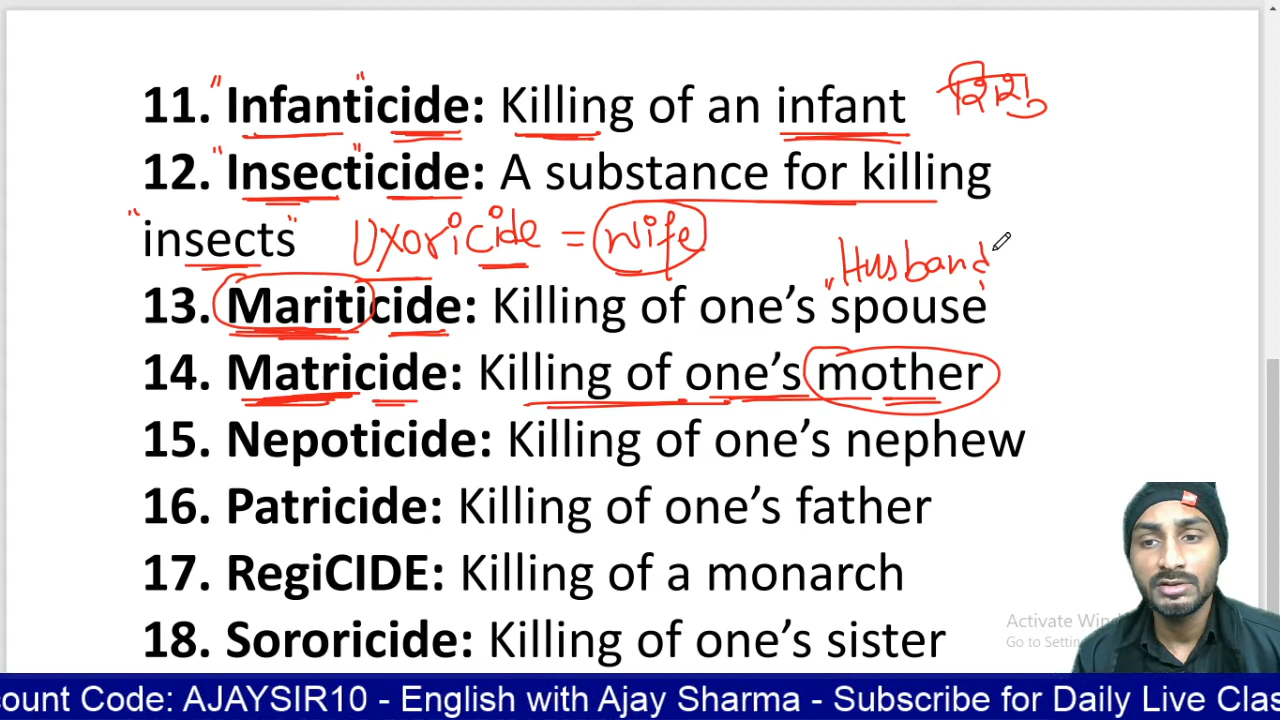 11. Infanticide: Killing of an infant शिशु
12. Insecticide: A substance for killing
insects Uxoricide = wife
Husband
13. Mariticide: Killing of one's spouse
14. Matricide: Killing of one's mother
15. Nepoticide: Killing of one's nephew
16. Patricide: Killing of one's father
17. RegiCIDE: Killing of a monarch
18. Sororicide: Killing of one's sister
Activate Wind
Go to Setting
count Code: AJAYSIR10 - English with Ajay Sharma - Subscribe for Daily Live Clas